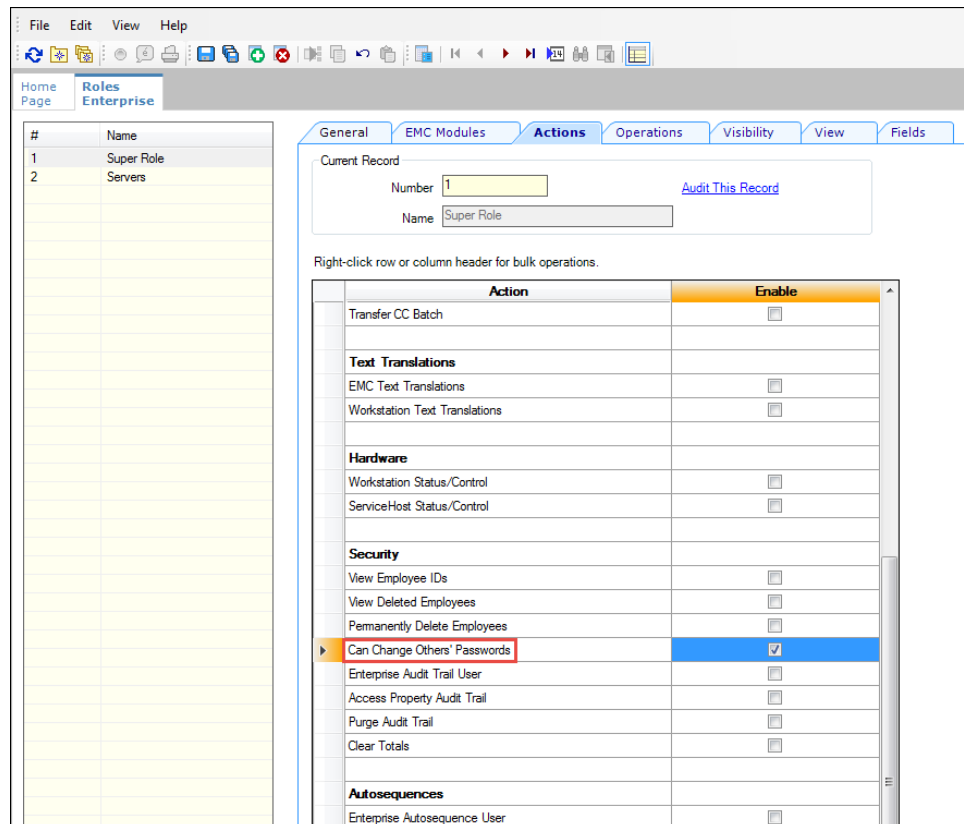 File Edit View Help
14
Home Page
Roles Enterprise
# Name
1 Super Role
2 Servers
General EMC Modules Actions Operations Visibility View Fields
Current Record
Number 1 Audit This Record
Name Super Role
Right-click row or column header for bulk operations.
Action Enable
Transfer CC Batch
Text Translations
EMC Text Translations
Workstation Text Translations
Hardware
Workstation Status/Control
ServiceHost Status/Control
Security
View Employee IDs
View Deleted Employees
Permanently Delete Employees
Can Change Others' Passwords
Enterprise Audit Trail User
Access Property Audit Trail
Purge Audit Trail
Clear Totals
Autosequences
Enterprise Autosequence User